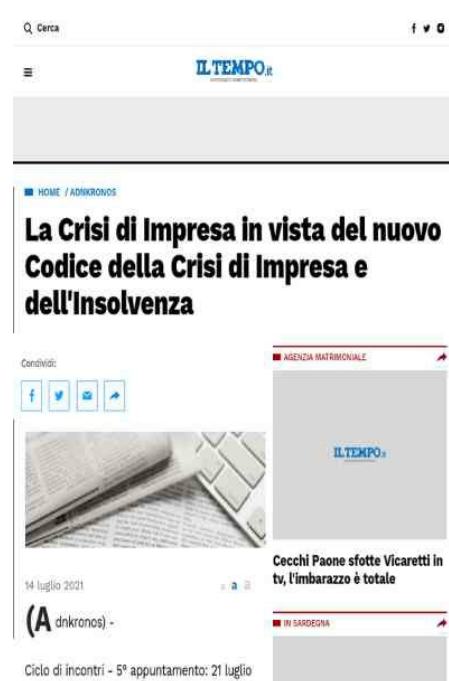 Cerca
IL TEMPO.it
HOME / ADNKRONOS
La Crisi di Impresa in vista del nuovo
Codice della Crisi di Impresa e
dell'Insolvenza
Condividi:
14 luglio 2021
a a a
(Adnkronos) -
Ciclo di incontri - 5° appuntamento: 21 luglio
AGENZIA MATRIMONIALE
IL TEMPO.it
Cecchi Paone sfotte Vicaretti in
tv, l'imbarazzo è totale
IN SARDEGNA